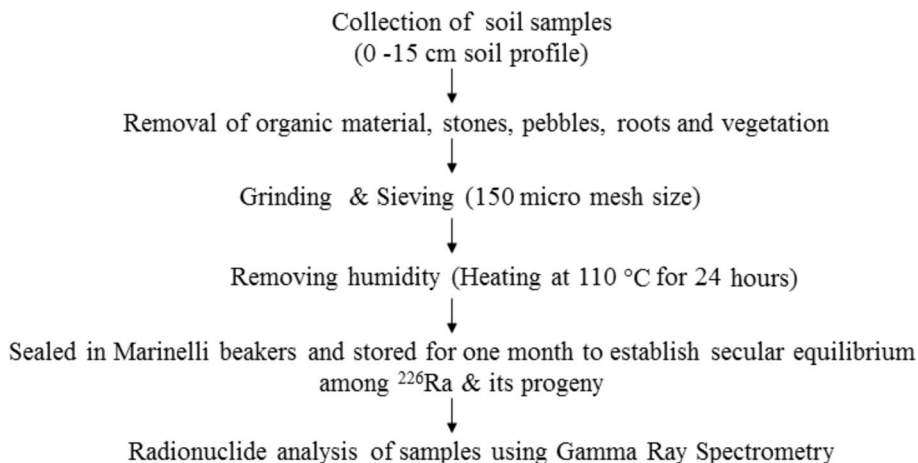 Collection of soil samples
(0 -15 cm soil profile)
Removal of organic material, stones, pebbles, roots and vegetation
Grinding & Sieving (150 micro mesh size)
Removing humidity (Heating at 110 °C for 24 hours)
Sealed in Marinelli beakers and stored for one month to establish secular equilibrium
among ²²⁶Ra & its progeny
Radionuclide analysis of samples using Gamma Ray Spectrometry